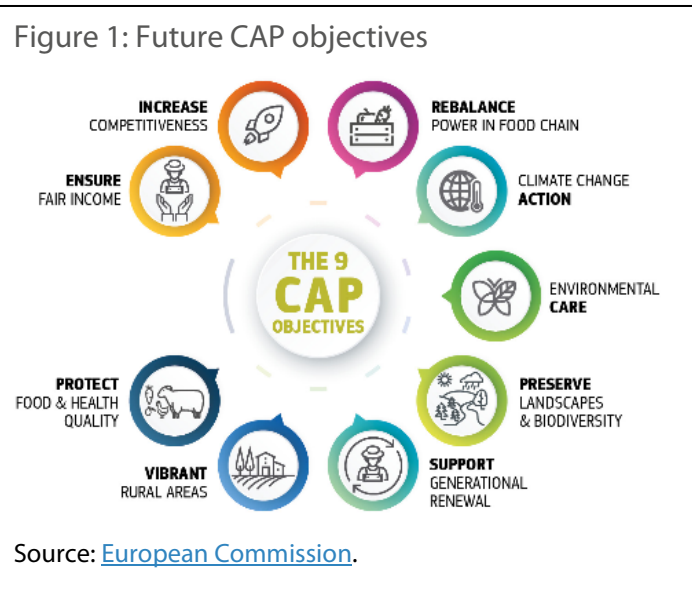 Figure 1: Future CAP objectives
INCREASE
COMPETITIVENESS
REBALANCE
POWER IN FOOD CHAIN
ENSURE
FAIR INCOME
CLIMATE CHANGE
ACTION
THE 9
CAP
OBJECTIVES
ENVIRONMENTAL
CARE
PROTECT
FOOD & HEALTH
QUALITY
PRESERVE
LANDSCAPES
& BIODIVERSITY
VIBRANT
RURAL AREAS
SUPPORT
GENERATIONAL
RENEWAL
Source: European Commission.